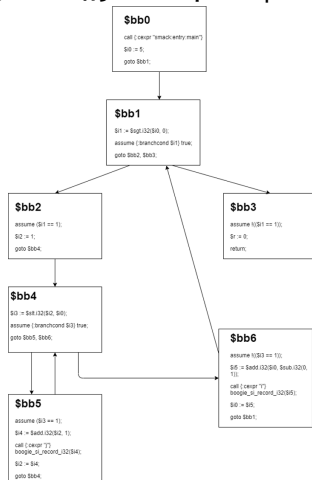 $bb0
call {:cexpr "smack:entry:main"}
$i0 := 5;
goto $bb1;
$bb1
$i1 := $sgt.i32($i0, 0);
assume {:branchcond $i1} true;
goto $bb2, $bb3;
$bb2
assume ($i1 == 1);
$i2 := 1;
goto $bb4;
$bb3
assume !(($i1 == 1));
$r := 0;
return;
$bb4
$i3 := $slt.i32($i2, $i0);
assume {:branchcond $i3} true;
goto $bb5, $bb6;
$bb6
assume !(($i3 == 1));
$i5 := $add.i32($i0, $sub.i32(0,
1));
call {:cexpr "i"}
boogie_si_record_i32($i5);
$i0 := $i5;
goto $bb1;
$bb5
assume ($i3 == 1);
$i4 := $add.i32($i2, 1);
call {:cexpr "j"}
boogie_si_record_i32($i4);
$i2 := $i4;
goto $bb4;